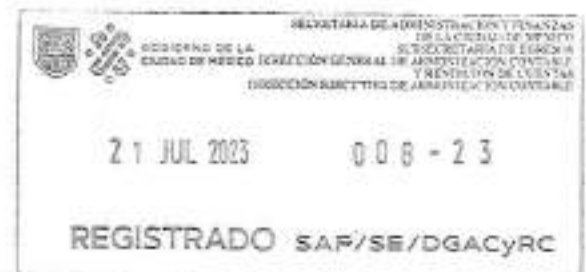 SECRETARÍA DE ADMINISTRACIÓN Y FINANZAS
DE LA CIUDAD DE MÉXICO
GOBIERNO DE LA
CIUDAD DE MÉXICO
SUBSECRETARÍA DE EGRESOS
DIRECCIÓN GENERAL DE ARMONIZACIÓN CONTABLE
Y RENDICIÓN DE CUENTAS
DIRECCIÓN EJECUTIVA DE ARMONIZACIÓN CONTABLE
21 JUL 2023 008-23
REGISTRADO SAF/SE/DGACyRC